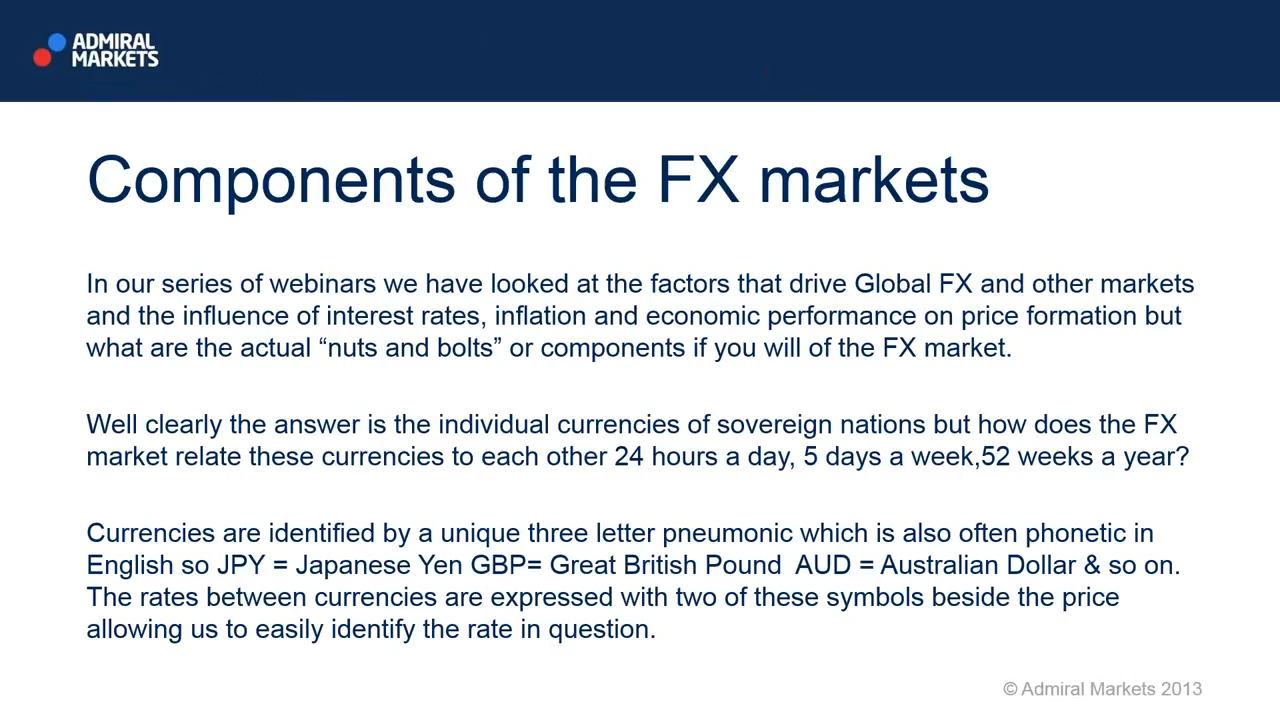 ADMIRAL
MARKETS
Components of the FX markets
In our series of webinars we have looked at the factors that drive Global FX and other markets
and the influence of interest rates, inflation and economic performance on price formation but
what are the actual “nuts and bolts” or components if you will of the FX market.
Well clearly the answer is the individual currencies of sovereign nations but how does the FX
market relate these currencies to each other 24 hours a day, 5 days a week,52 weeks a year?
Currencies are identified by a unique three letter pneumonic which is also often phonetic in
English so JPY = Japanese Yen GBP= Great British Pound  AUD = Australian Dollar & so on.
The rates between currencies are expressed with two of these symbols beside the price
allowing us to easily identify the rate in question.
© Admiral Markets 2013